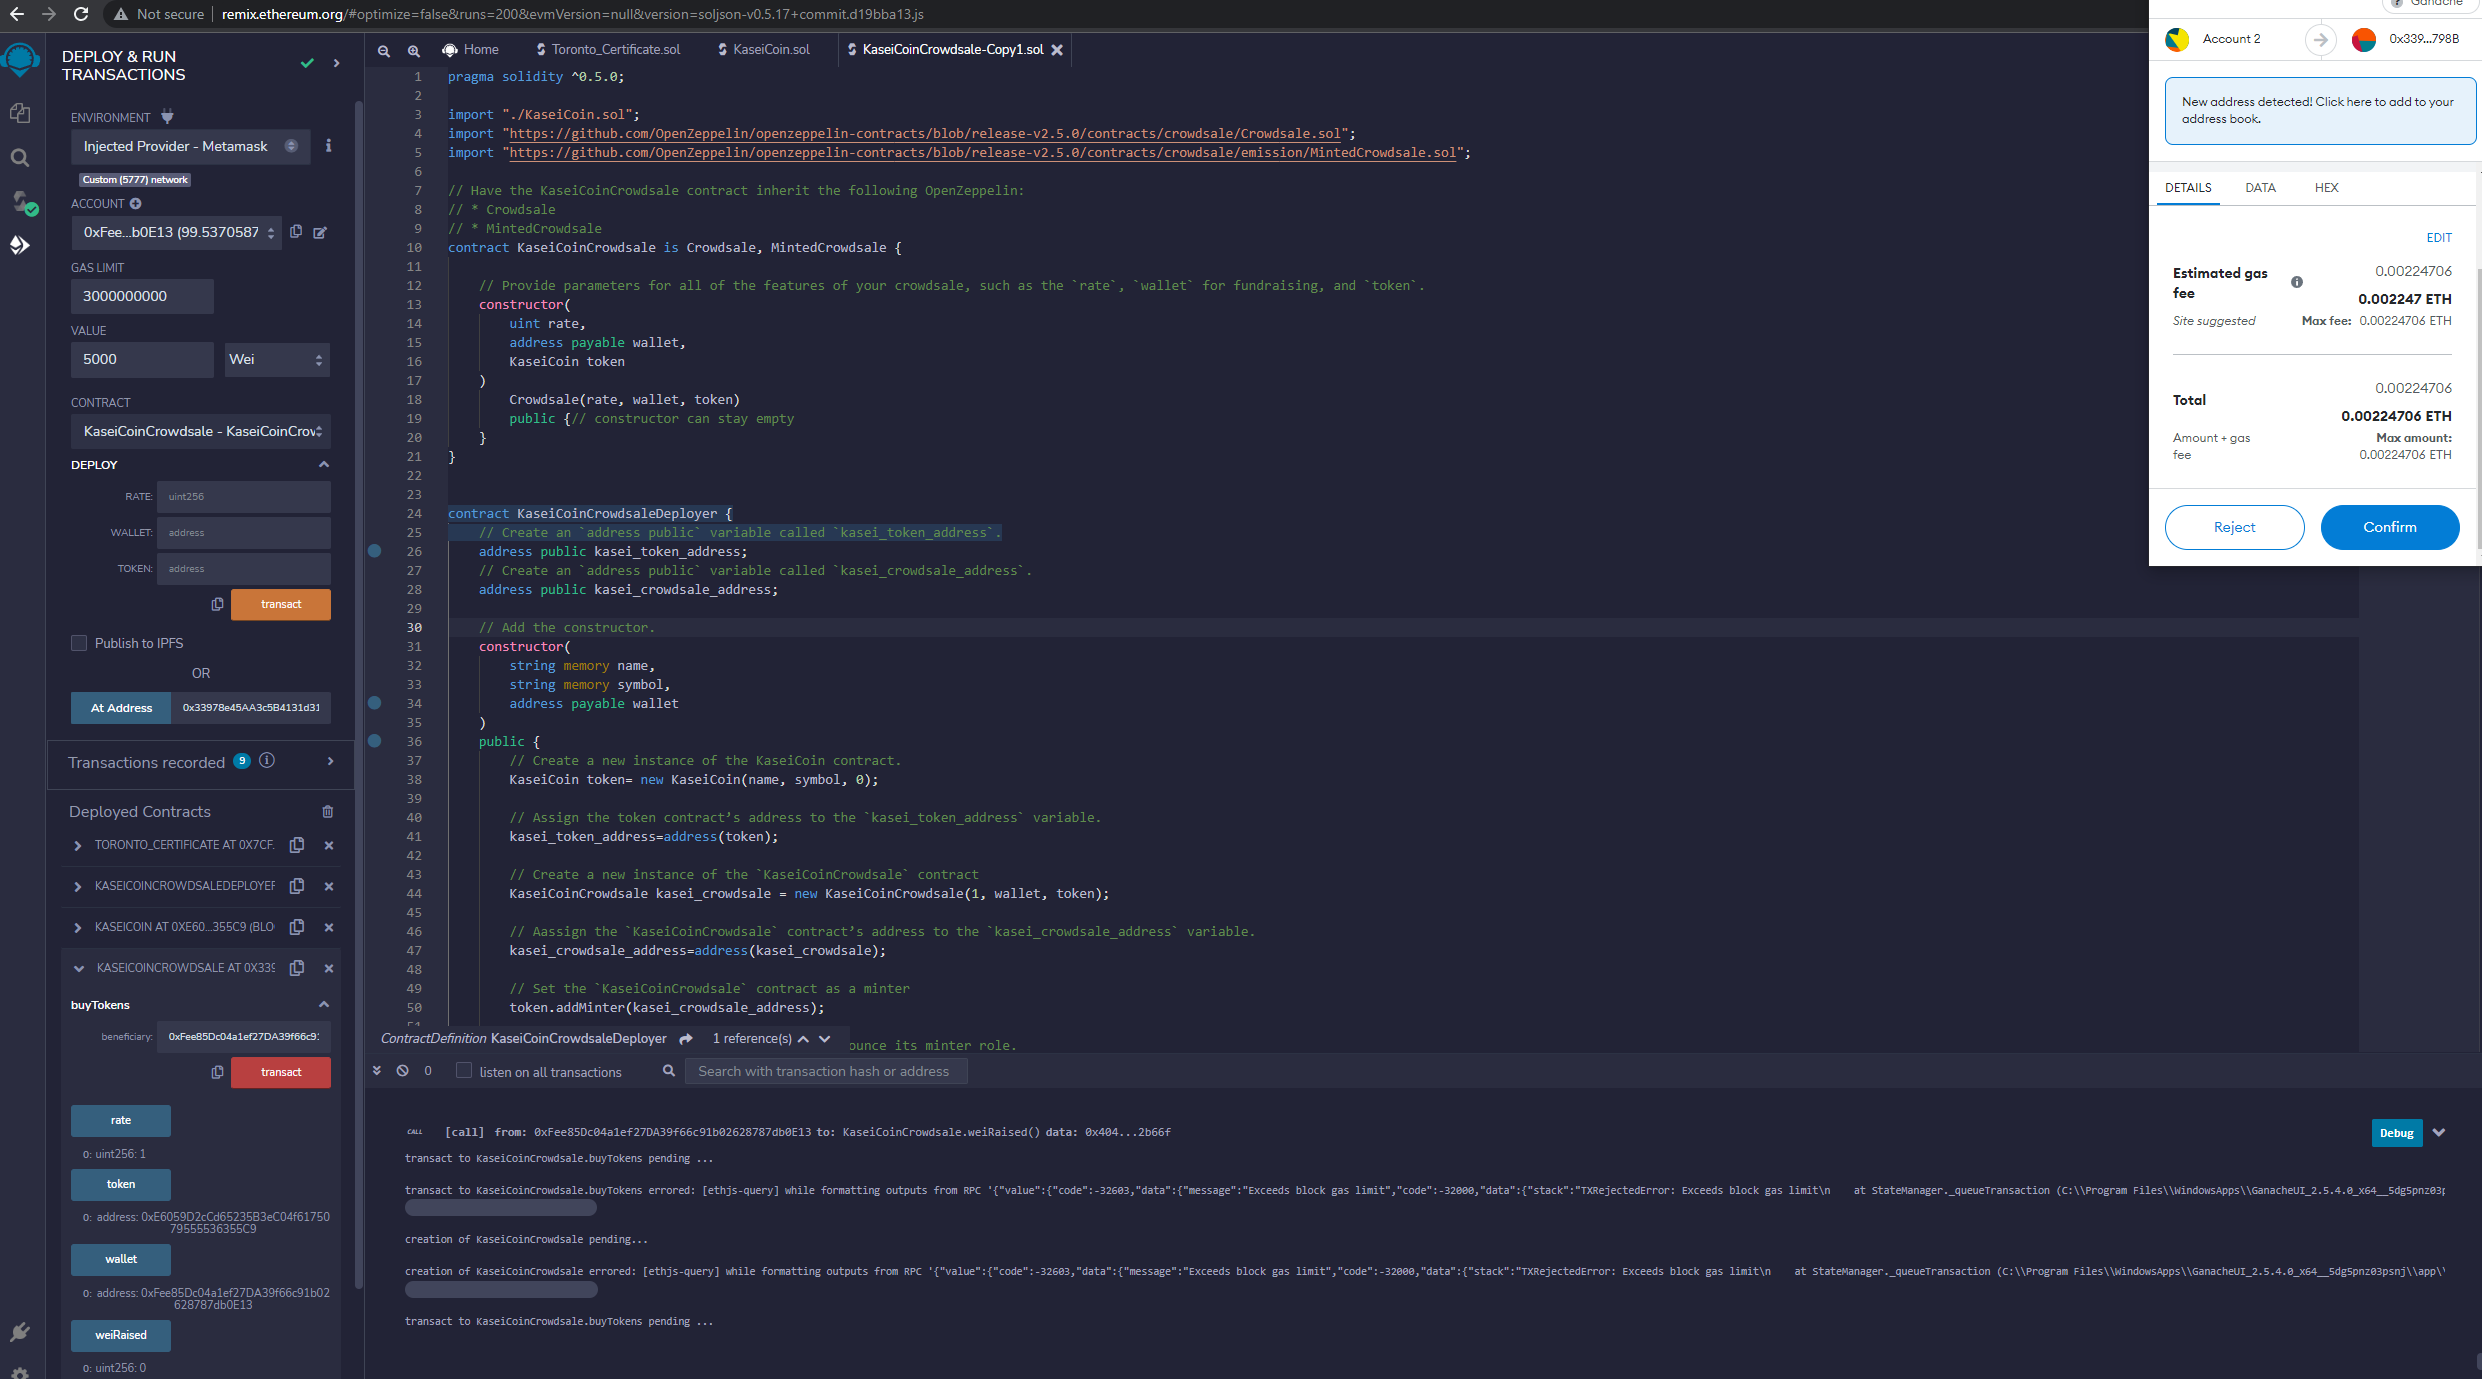 Not secure | remix.ethereum.org/#optimize=false&runs=200&evmVersion=null&version=soljson-v0.5.17+commit.d19bba13.js
DEPLOY & RUN
TRANSACTIONS
ENVIRONMENT
Injected Provider - Metamask
Custom (5777) network
ACCOUNT
0xFee...b0E13 (99.5370587
GAS LIMIT
3000000000
VALUE
5000
Wei
CONTRACT
KaseiCoinCrowdsale - KaseiCoinCrov
DEPLOY
RATE: uint256
WALLET: address
TOKEN: address
transact
Publish to IPFS
OR
At Address 0x33978e45AA3c5B4131d31
Transactions recorded 9
Deployed Contracts
TORONTO_CERTIFICATE AT 0X7CF.
KASEICOINCROWDSALEDEPLOYER
KASEICOIN AT 0XE60...355C9 (BLO
KASEICOINCROWDSALE AT 0X339
buyTokens
beneficiary: 0xFee85Dc04a1ef27DA39f66c9:
transact
rate
0: uint256: 1
token
0: address: 0xE6059D2cCd65235B3eC04f61750
79555536355C9
wallet
0: address: 0xFee85Dc04a1ef27DA39f66c91b02
628787db0E13
weiRaised
0: uint256: 0
Home Toronto_Certificate.sol KaseiCoin.sol KaseiCoinCrowdsale-Copy1.sol
1 pragma solidity ^0.5.0;
2
3 import "./KaseiCoin.sol";
4 import "https://github.com/OpenZeppelin/openzeppelin-contracts/blob/release-v2.5.0/contracts/crowdsale/Crowdsale.sol";
5 import "https://github.com/OpenZeppelin/openzeppelin-contracts/blob/release-v2.5.0/contracts/crowdsale/emission/MintedCrowdsale.sol";
6
7 // Have the KaseiCoinCrowdsale contract inherit the following OpenZeppelin:
8 // * Crowdsale
9 // * MintedCrowdsale
10 contract KaseiCoinCrowdsale is Crowdsale, MintedCrowdsale {
11
12 // Provide parameters for all of the features of your crowdsale, such as the `rate`, `wallet` for fundraising, and `token`.
13 constructor(
14 uint rate,
15 address payable wallet,
16 KaseiCoin token
17 )
18 Crowdsale(rate, wallet, token)
19 public {// constructor can stay empty
20 }
21 }
22
23
24 contract KaseiCoinCrowdsaleDeployer {
25 // Create an `address public` variable called `kasei_token_address`.
26 address public kasei_token_address;
27 // Create an `address public` variable called `kasei_crowdsale_address`.
28 address public kasei_crowdsale_address;
29
30 // Add the constructor.
31 constructor(
32 string memory name,
33 string memory symbol,
34 address payable wallet
35 )
36 public {
37 // Create a new instance of the KaseiCoin contract.
38 KaseiCoin token= new KaseiCoin(name, symbol, 0);
39
40 // Assign the token contract’s address to the `kasei_token_address` variable.
41 kasei_token_address=address(token);
42
43 // Create a new instance of the `KaseiCoinCrowdsale` contract
44 KaseiCoinCrowdsale kasei_crowdsale = new KaseiCoinCrowdsale(1, wallet, token);
45
46 // Aassign the `KaseiCoinCrowdsale` contract’s address to the `kasei_crowdsale_address` variable.
47 kasei_crowdsale_address=address(kasei_crowdsale);
48
49 // Set the `KaseiCoinCrowdsale` contract as a minter
50 token.addMinter(kasei_crowdsale_address);
51
ContractDefinition KaseiCoinCrowdsaleDeployer 1 reference(s) ounce its minter role.
0 listen on all transactions Search with transaction hash or address
CALL [call] from: 0xFee85Dc04a1ef27DA39f66c91b02628787db0E13 to: KaseiCoinCrowdsale.weiRaised() data: 0x404...2b66f
Debug
transact to KaseiCoinCrowdsale.buyTokens pending ...
transact to KaseiCoinCrowdsale.buyTokens errored: [ethjs-query] while formatting outputs from RPC '{"value":{"code":-32603,"data":{"message":"Exceeds block gas limit","code":-32000,"data":{"stack":"TXRejectedError: Exceeds block gas limit\n at StateManager._queueTransaction (C:\\Program Files\\WindowsApps\\GanacheUI_2.5.4.0_x64__5dg5pnz03p
creation of KaseiCoinCrowdsale pending...
creation of KaseiCoinCrowdsale errored: [ethjs-query] while formatting outputs from RPC '{"value":{"code":-32603,"data":{"message":"Exceeds block gas limit","code":-32000,"data":{"stack":"TXRejectedError: Exceeds block gas limit\n at StateManager._queueTransaction (C:\\Program Files\\WindowsApps\\GanacheUI_2.5.4.0_x64__5dg5pnz03psnj\\app\\
transact to KaseiCoinCrowdsale.buyTokens pending ...
Ganache
Account 2 0x339...798B
New address detected! Click here to add to your
address book.
DETAILS DATA HEX
EDIT
Estimated gas
fee
0.00224706
0.002247 ETH
Site suggested Max fee: 0.00224706 ETH
0.00224706
Total
0.00224706 ETH
Amount + gas
fee
Max amount:
0.00224706 ETH
Reject Confirm